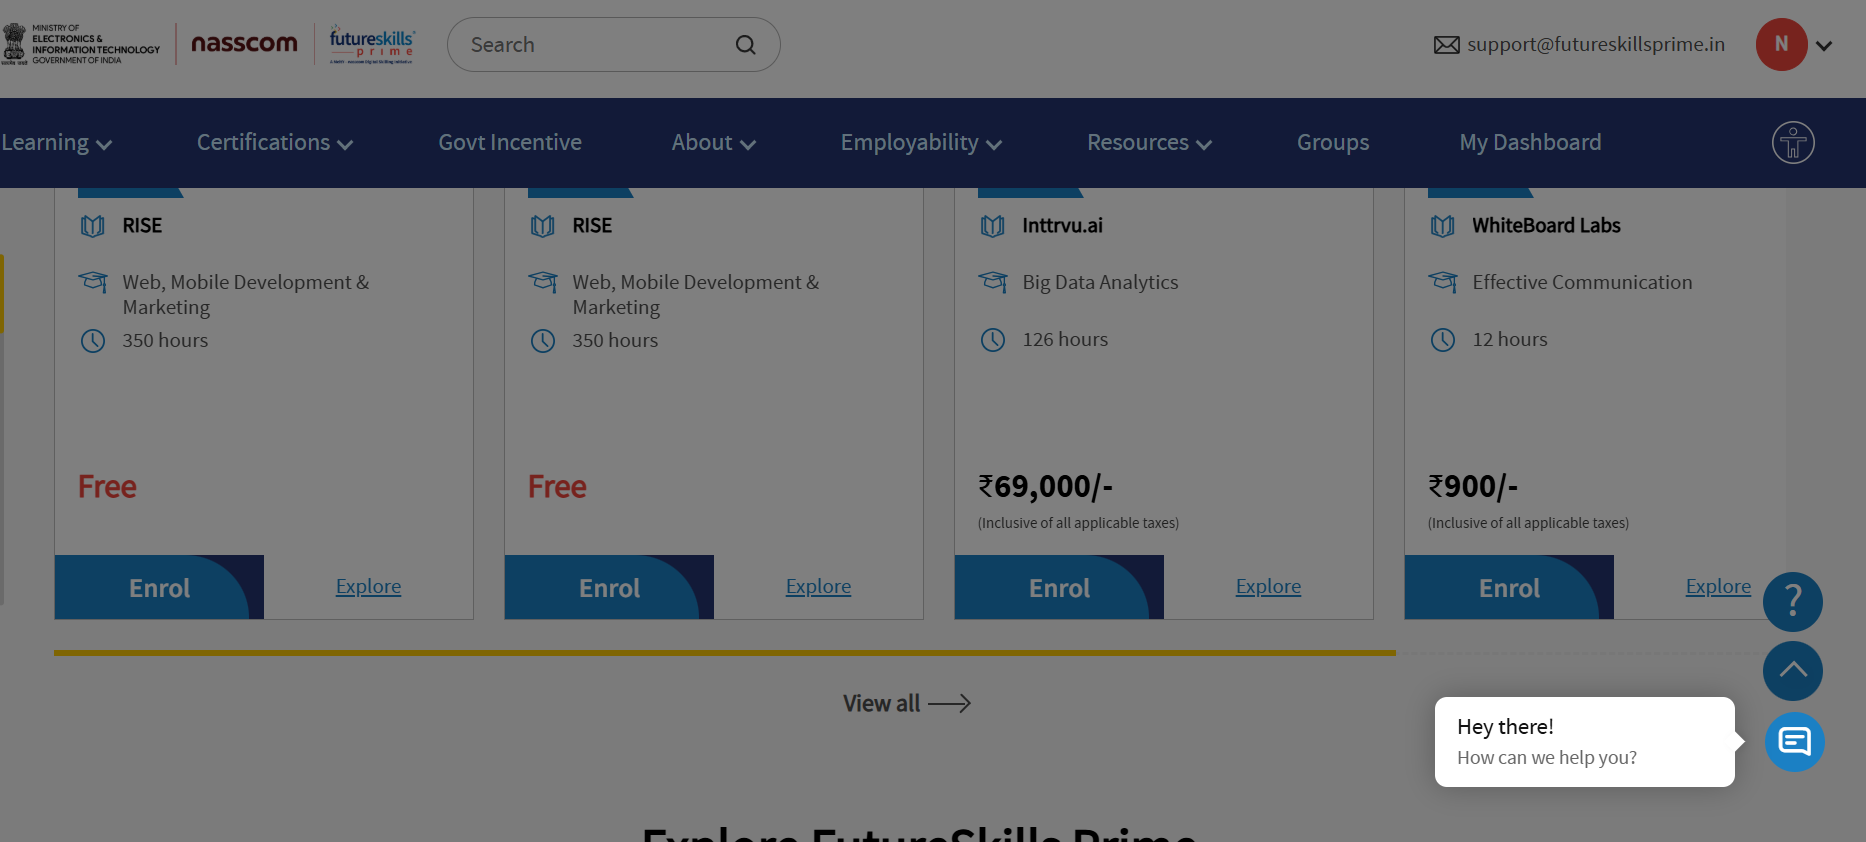 MINISTRY OF
ELECTRONICS &
INFORMATION TECHNOLOGY
GOVERNMENT OF INDIA
nasscom
futureskills
prime
Search
support@futureskillsprime.in
N
Learning
Certifications
Govt Incentive
About
Employability
Resources
Groups
My Dashboard
RISE
Web, Mobile Development &
Marketing
350 hours
Free
Enrol
Explore
RISE
Web, Mobile Development &
Marketing
350 hours
Free
Enrol
Explore
Inttrvu.ai
Big Data Analytics
126 hours
₹69,000/-
(Inclusive of all applicable taxes)
Enrol
Explore
WhiteBoard Labs
Effective Communication
12 hours
₹900/-
(Inclusive of all applicable taxes)
Enrol
Explore
?
View all
Hey there!
How can we help you?
Explore FutureSkills Prime